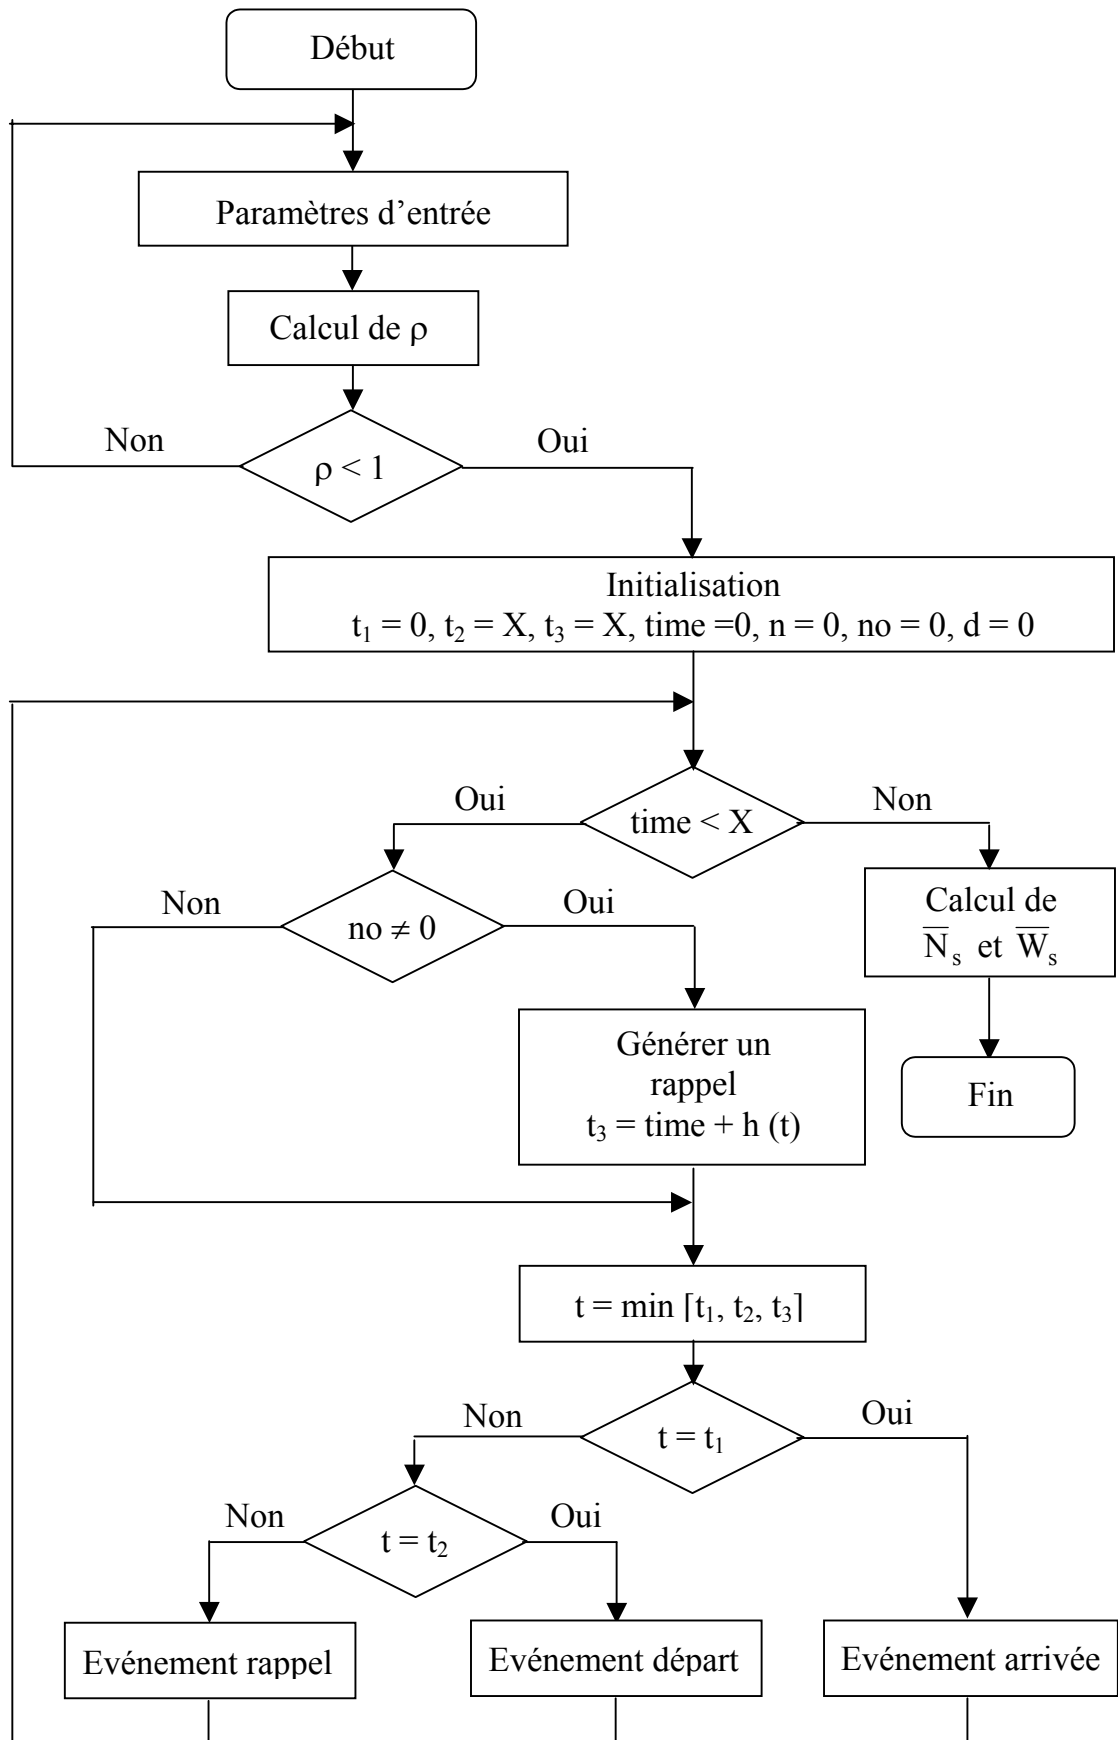 Début
Paramètres d’entrée
Calcul de ρ
Non
Oui
ρ < 1
Initialisation
t₁ = 0, t₂ = X, t₃ = X, time =0, n = 0, no = 0, d = 0
Oui
Non
time < X
Non
Oui
no ≠ 0
Calcul de
N̅ₛ et W̅ₛ
Générer un
rappel
t₃ = time + h (t)
Fin
t = min ⌈t₁, t₂, t₃⌉
Non
Oui
t = t₁
Non
Oui
t = t₂
Evénement rappel
Evénement départ
Evénement arrivée